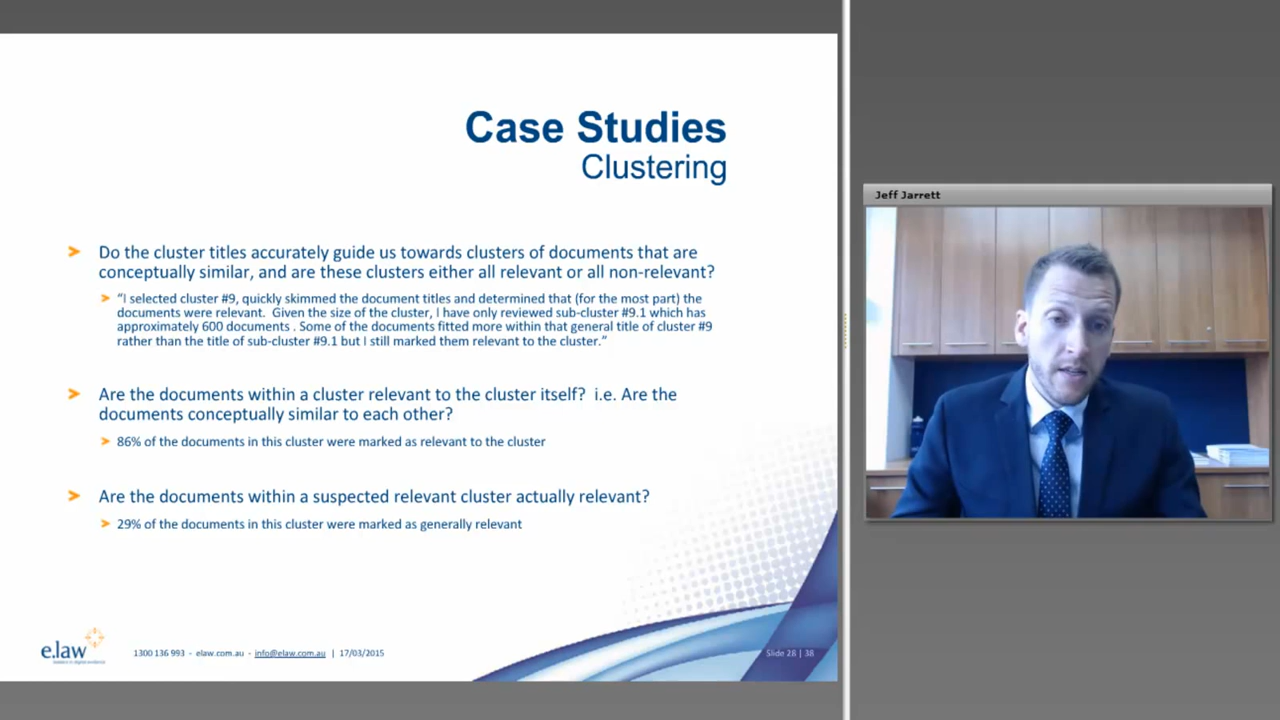 Case Studies
Clustering
Do the cluster titles accurately guide us towards clusters of documents that are
conceptually similar, and are these clusters either all relevant or all non-relevant?
“I selected cluster #9, quickly skimmed the document titles and determined that (for the most part) the
documents were relevant.  Given the size of the cluster, I have only reviewed sub-cluster #9.1 which has
approximately 600 documents . Some of the documents fitted more within that general title of cluster #9
rather than the title of sub-cluster #9.1 but I still marked them relevant to the cluster.”
Are the documents within a cluster relevant to the cluster itself?  i.e. Are the
documents conceptually similar to each other?
86% of the documents in this cluster were marked as relevant to the cluster
Are the documents within a suspected relevant cluster actually relevant?
29% of the documents in this cluster were marked as generally relevant
e.law
leaders in digital evidence
1300 136 993 - elaw.com.au - info@elaw.com.au | 17/03/2015
Slide 28 | 38
Jeff Jarrett